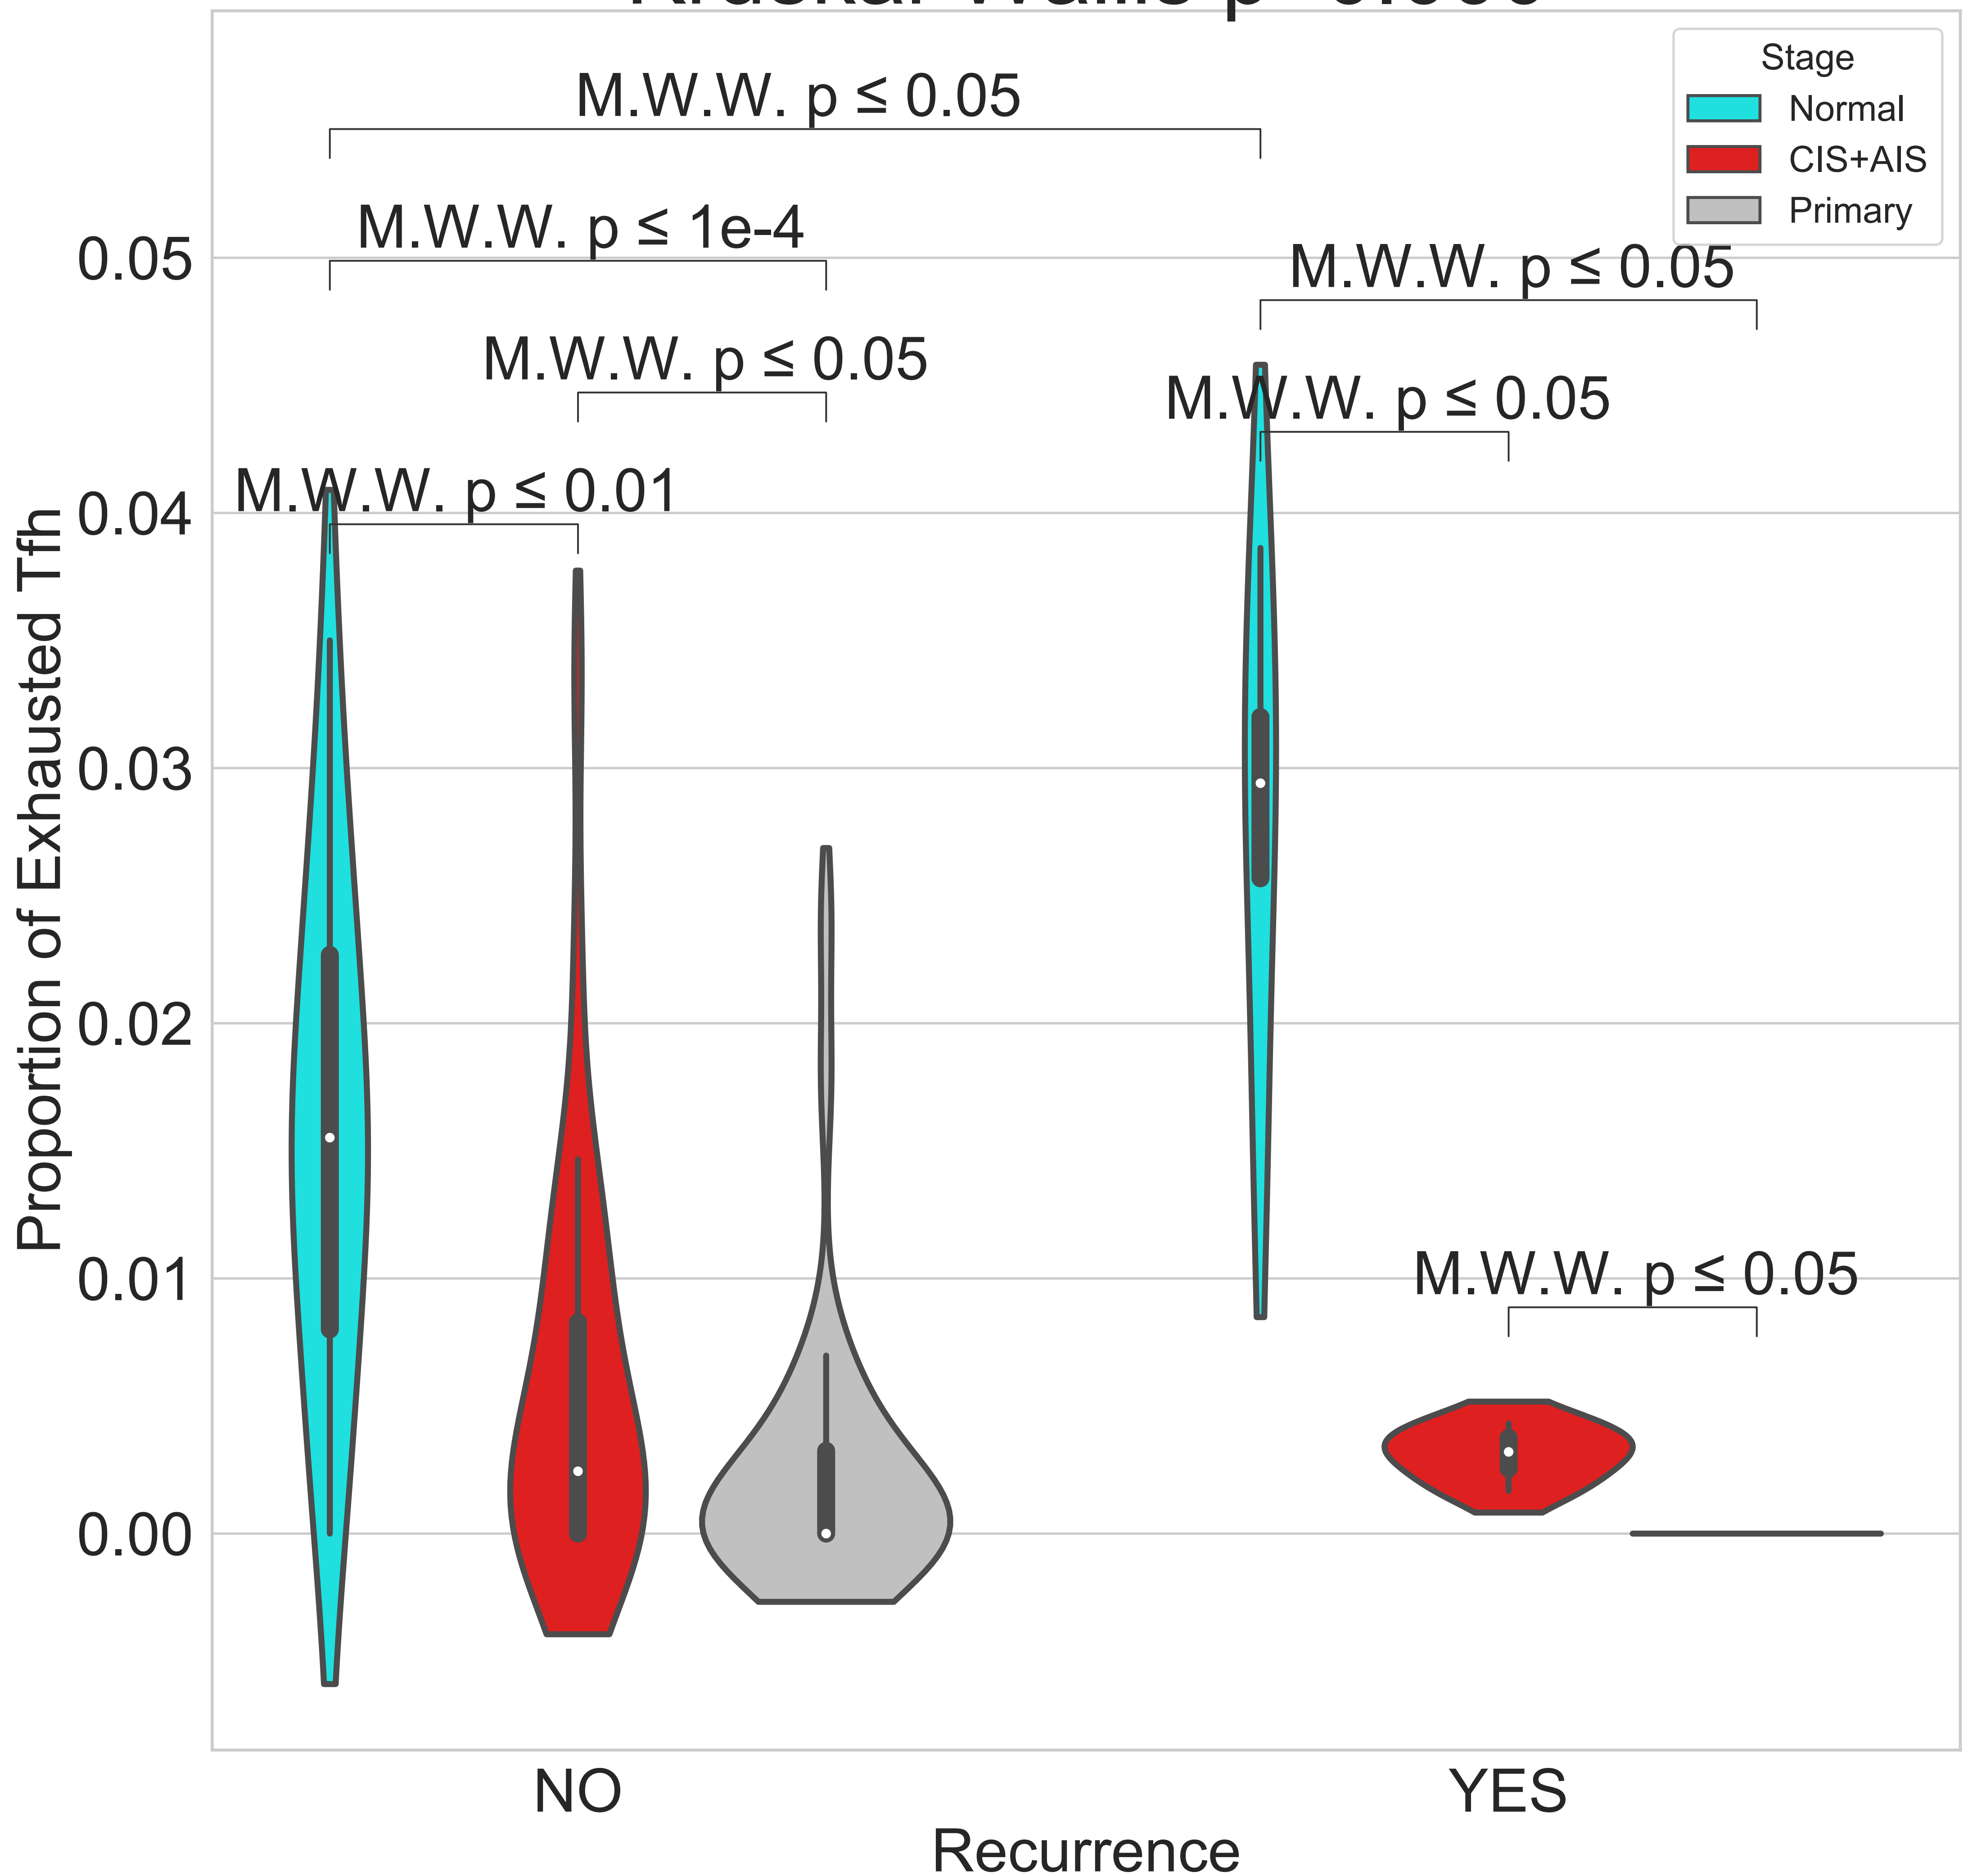 Stage
Normal
CIS+AIS
Primary
M.W.W. p ≤ 0.05
M.W.W. p ≤ 1e-4
M.W.W. p ≤ 0.05
M.W.W. p ≤ 0.05
M.W.W. p ≤ 0.05
M.W.W. p ≤ 0.01
M.W.W. p ≤ 0.05
Proportion of Exhausted Tfh
0.05
0.04
0.03
0.02
0.01
0.00
NO
YES
Recurrence